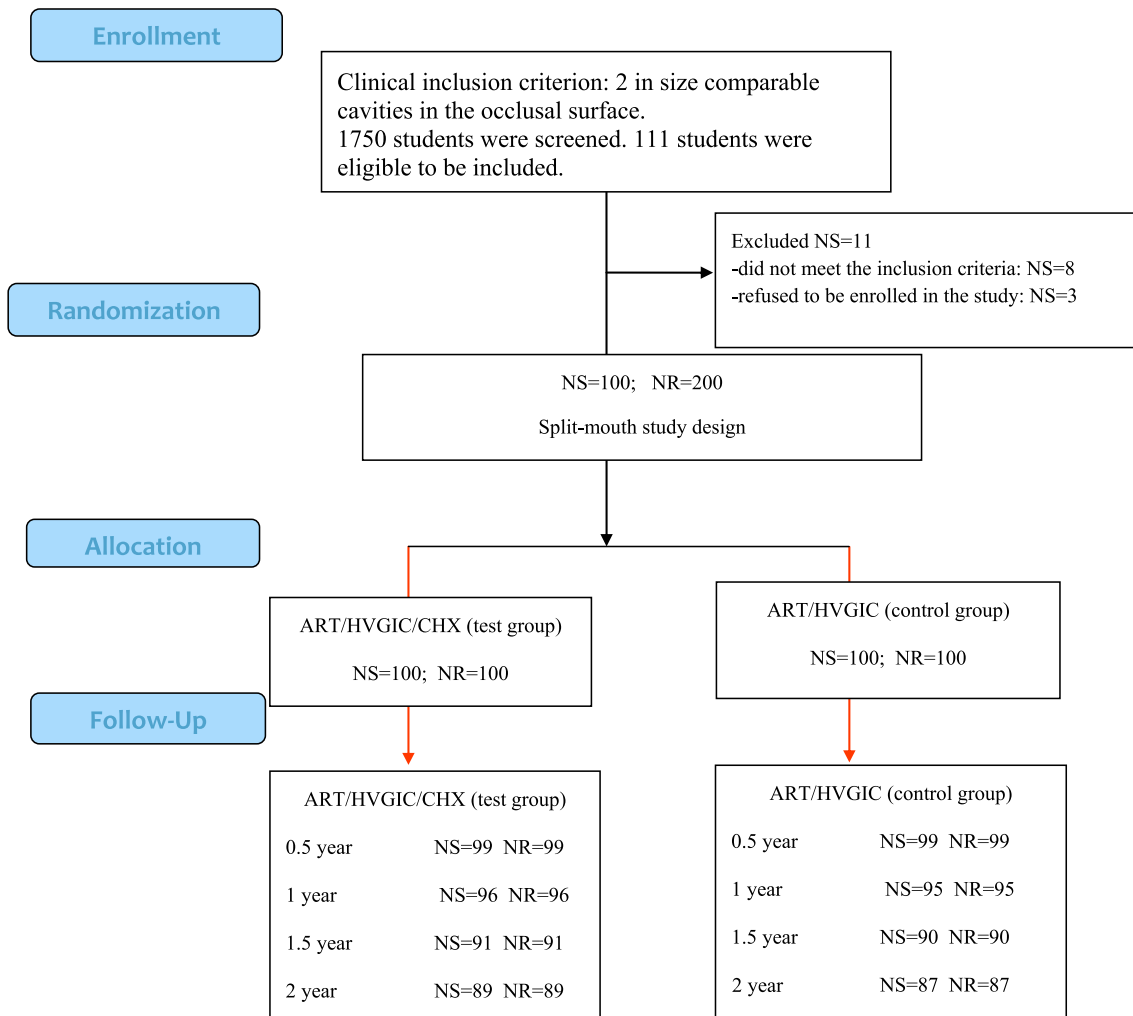 Enrollment
Clinical inclusion criterion: 2 in size comparable
cavities in the occlusal surface.
1750 students were screened. 111 students were
eligible to be included.
Excluded NS=11
-did not meet the inclusion criteria: NS=8
-refused to be enrolled in the study: NS=3
Randomization
NS=100; NR=200
Split-mouth study design
Allocation
ART/HVGIC/CHX (test group)
NS=100; NR=100
ART/HVGIC (control group)
NS=100; NR=100
Follow-Up
ART/HVGIC/CHX (test group)
0.5 year NS=99 NR=99
1 year NS=96 NR=96
1.5 year NS=91 NR=91
2 year NS=89 NR=89
ART/HVGIC (control group)
0.5 year NS=99 NR=99
1 year NS=95 NR=95
1.5 year NS=90 NR=90
2 year NS=87 NR=87